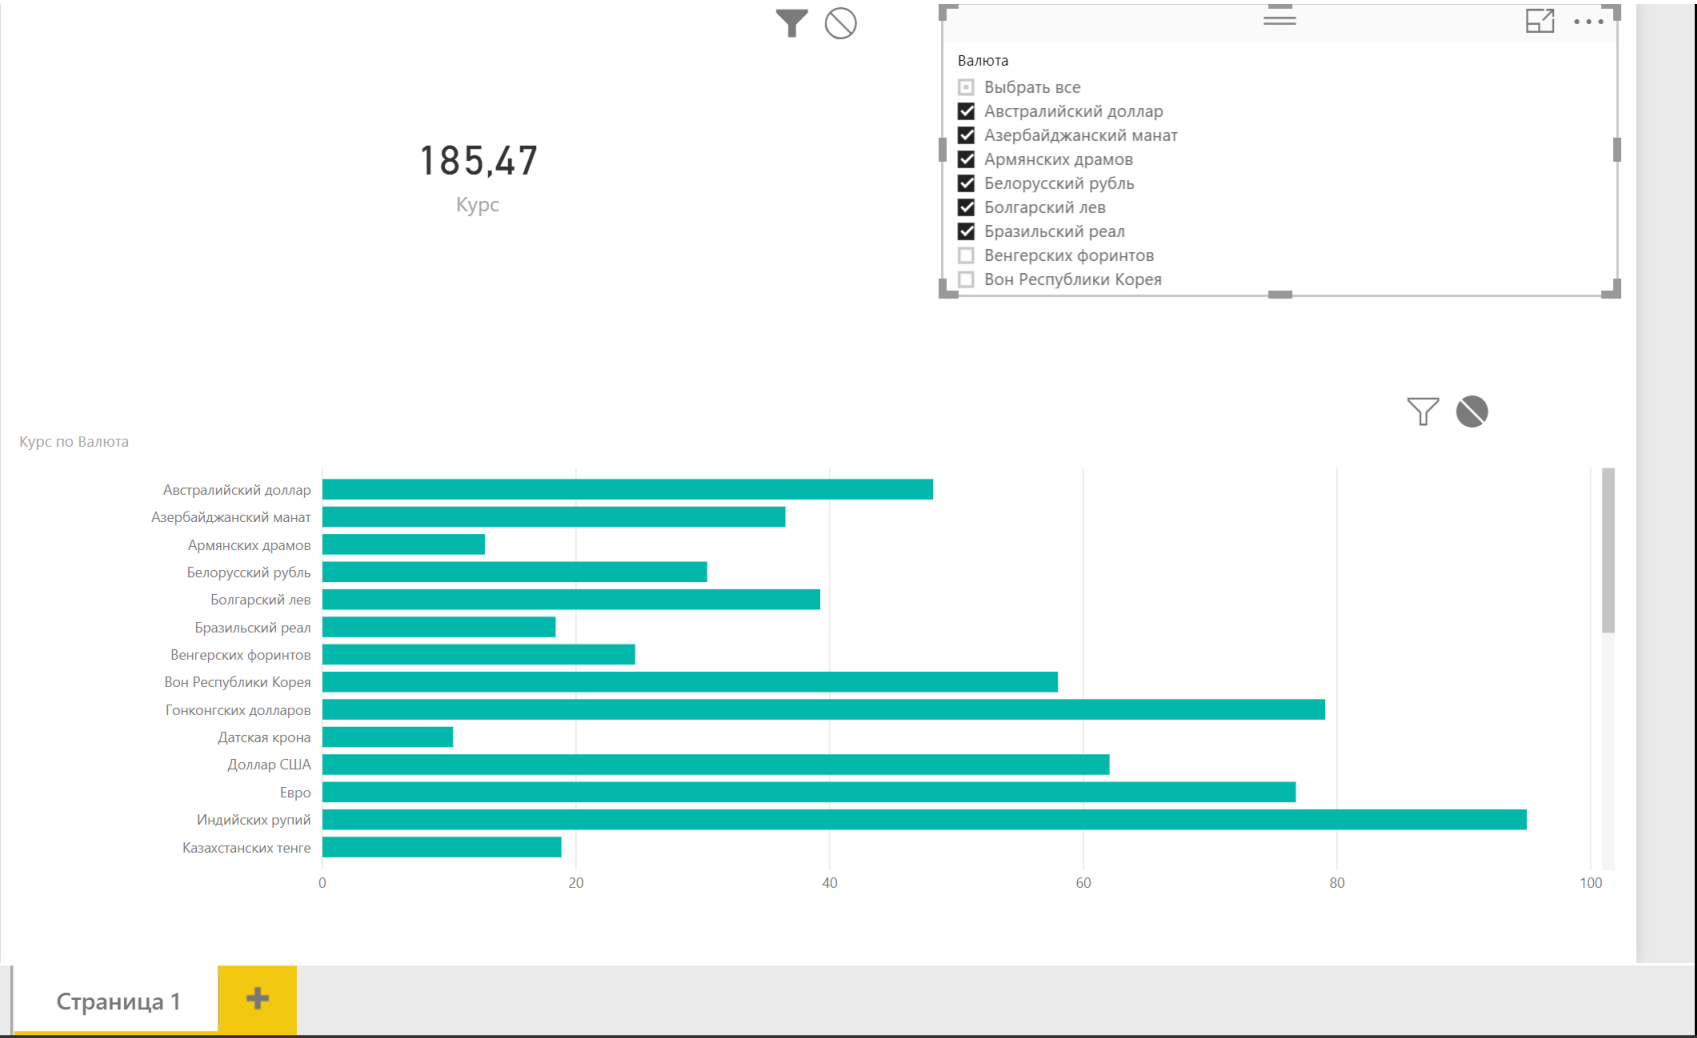 Валюта
Выбрать все
Австралийский доллар
Азербайджанский манат
Армянских драмов
Белорусский рубль
Болгарский лев
Бразильский реал
Венгерских форинтов
Вон Республики Корея
185,47
Курс
Курс по Валюта
Австралийский доллар
Азербайджанский манат
Армянских драмов
Белорусский рубль
Болгарский лев
Бразильский реал
Венгерских форинтов
Вон Республики Корея
Гонконгских долларов
Датская крона
Доллар США
Евро
Индийских рупий
Казахстанских тенге
0 20 40 60 80 100
Страница 1